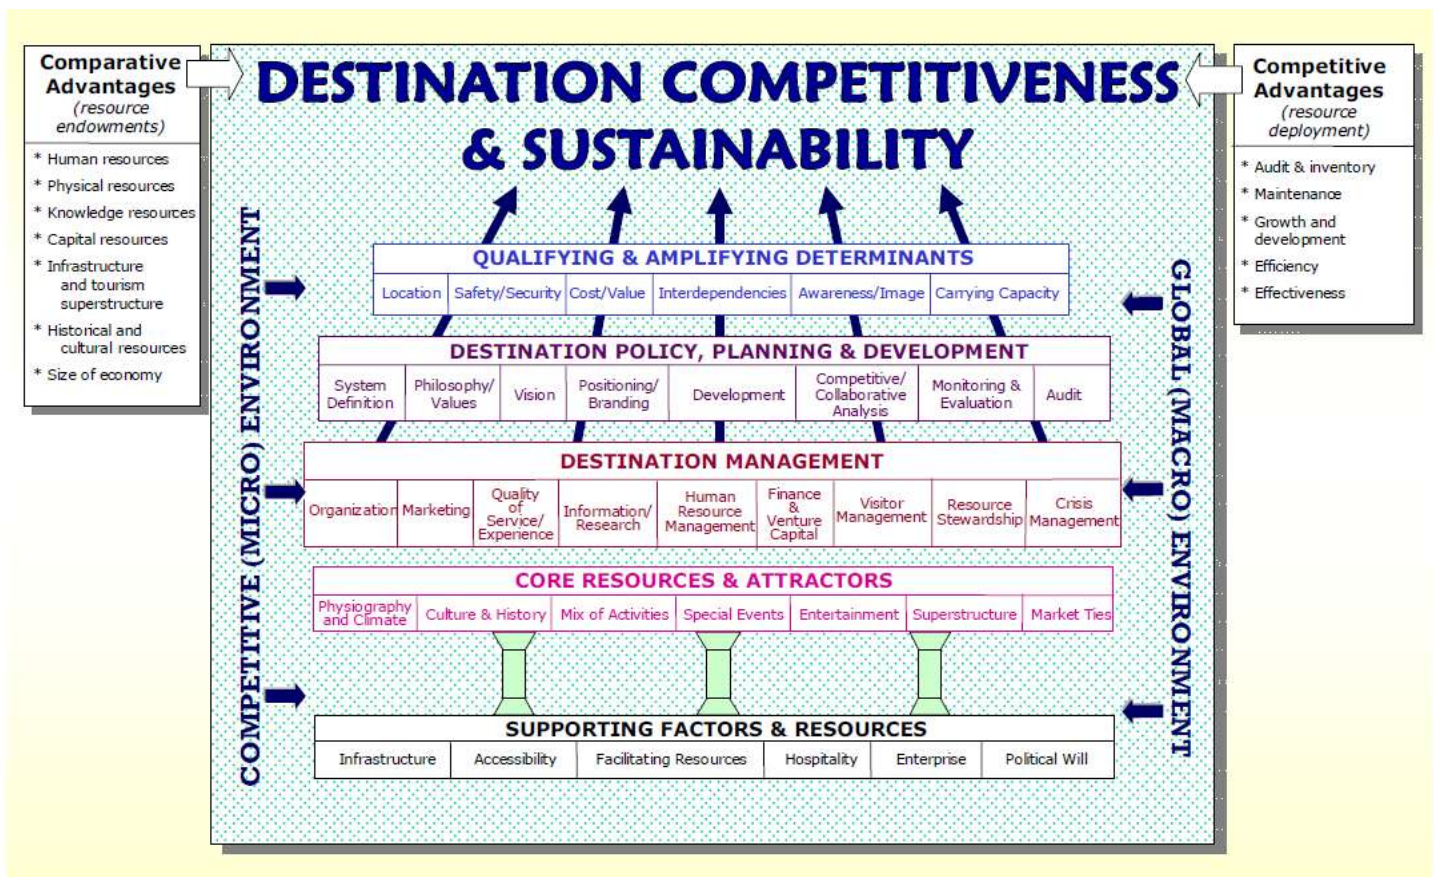 Comparative
Advantages
(resource
endowments)
* Human resources
* Physical resources
* Knowledge resources
* Capital resources
* Infrastructure
and tourism
superstructure
* Historical and
cultural resources
* Size of economy
DESTINATION COMPETITIVENESS
& SUSTAINABILITY
Competitive
Advantages
(resource
deployment)
* Audit & inventory
* Maintenance
* Growth and
development
* Efficiency
* Effectiveness
COMPETITIVE (MICRO) ENVIRONMENT
GLOBAL (MACRO) ENVIRONMENT
QUALIFYING & AMPLIFYING DETERMINANTS
Location
Safety/Security
Cost/Value
Interdependencies
Awareness/Image
Carrying Capacity
DESTINATION POLICY, PLANNING & DEVELOPMENT
System
Definition
Philosophy/
Values
Vision
Positioning/
Branding
Development
Competitive/
Collaborative
Analysis
Monitoring &
Evaluation
Audit
DESTINATION MANAGEMENT
Organization
Marketing
Quality
of
Service/
Experience
Information/
Research
Human
Resource
Management
Finance
&
Venture
Capital
Visitor
Management
Resource
Stewardship
Crisis
Management
CORE RESOURCES & ATTRACTORS
Physiography
and Climate
Culture & History
Mix of Activities
Special Events
Entertainment
Superstructure
Market Ties
SUPPORTING FACTORS & RESOURCES
Infrastructure
Accessibility
Facilitating Resources
Hospitality
Enterprise
Political Will